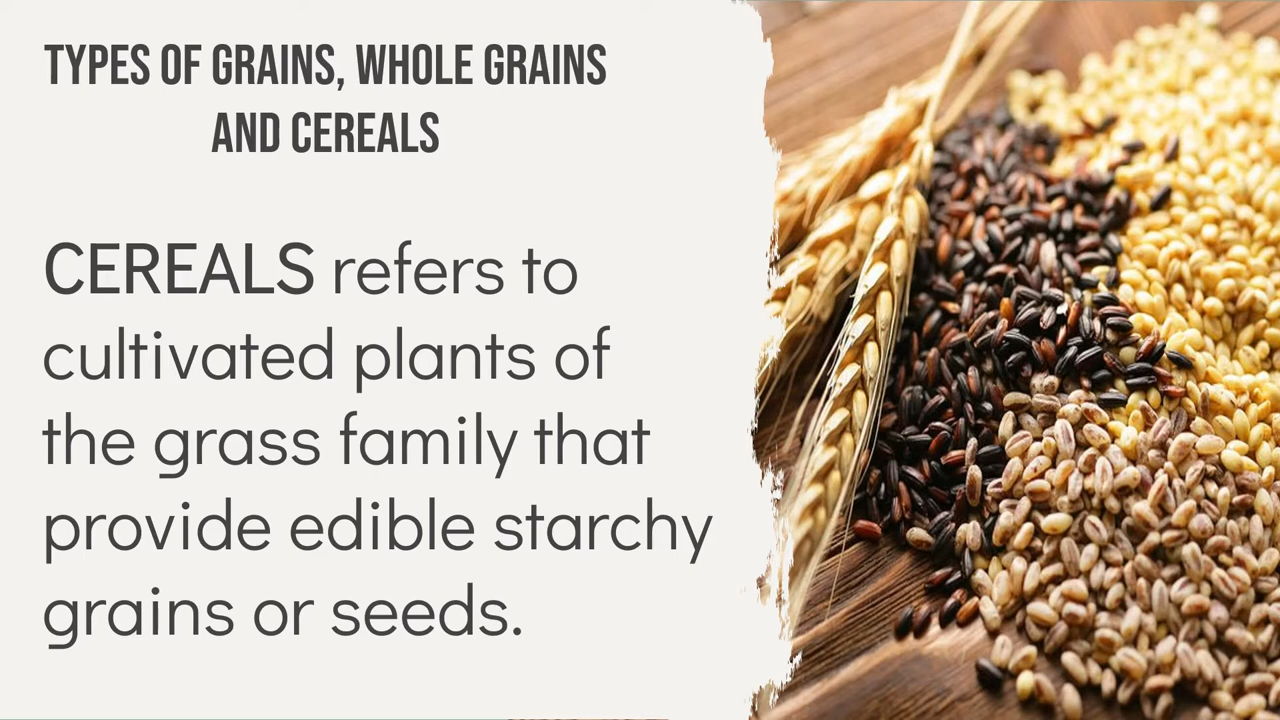 TYPES OF GRAINS, WHOLE GRAINS
AND CEREALS
CEREALS refers to
cultivated plants of
the grass family that
provide edible starchy
grains or seeds.